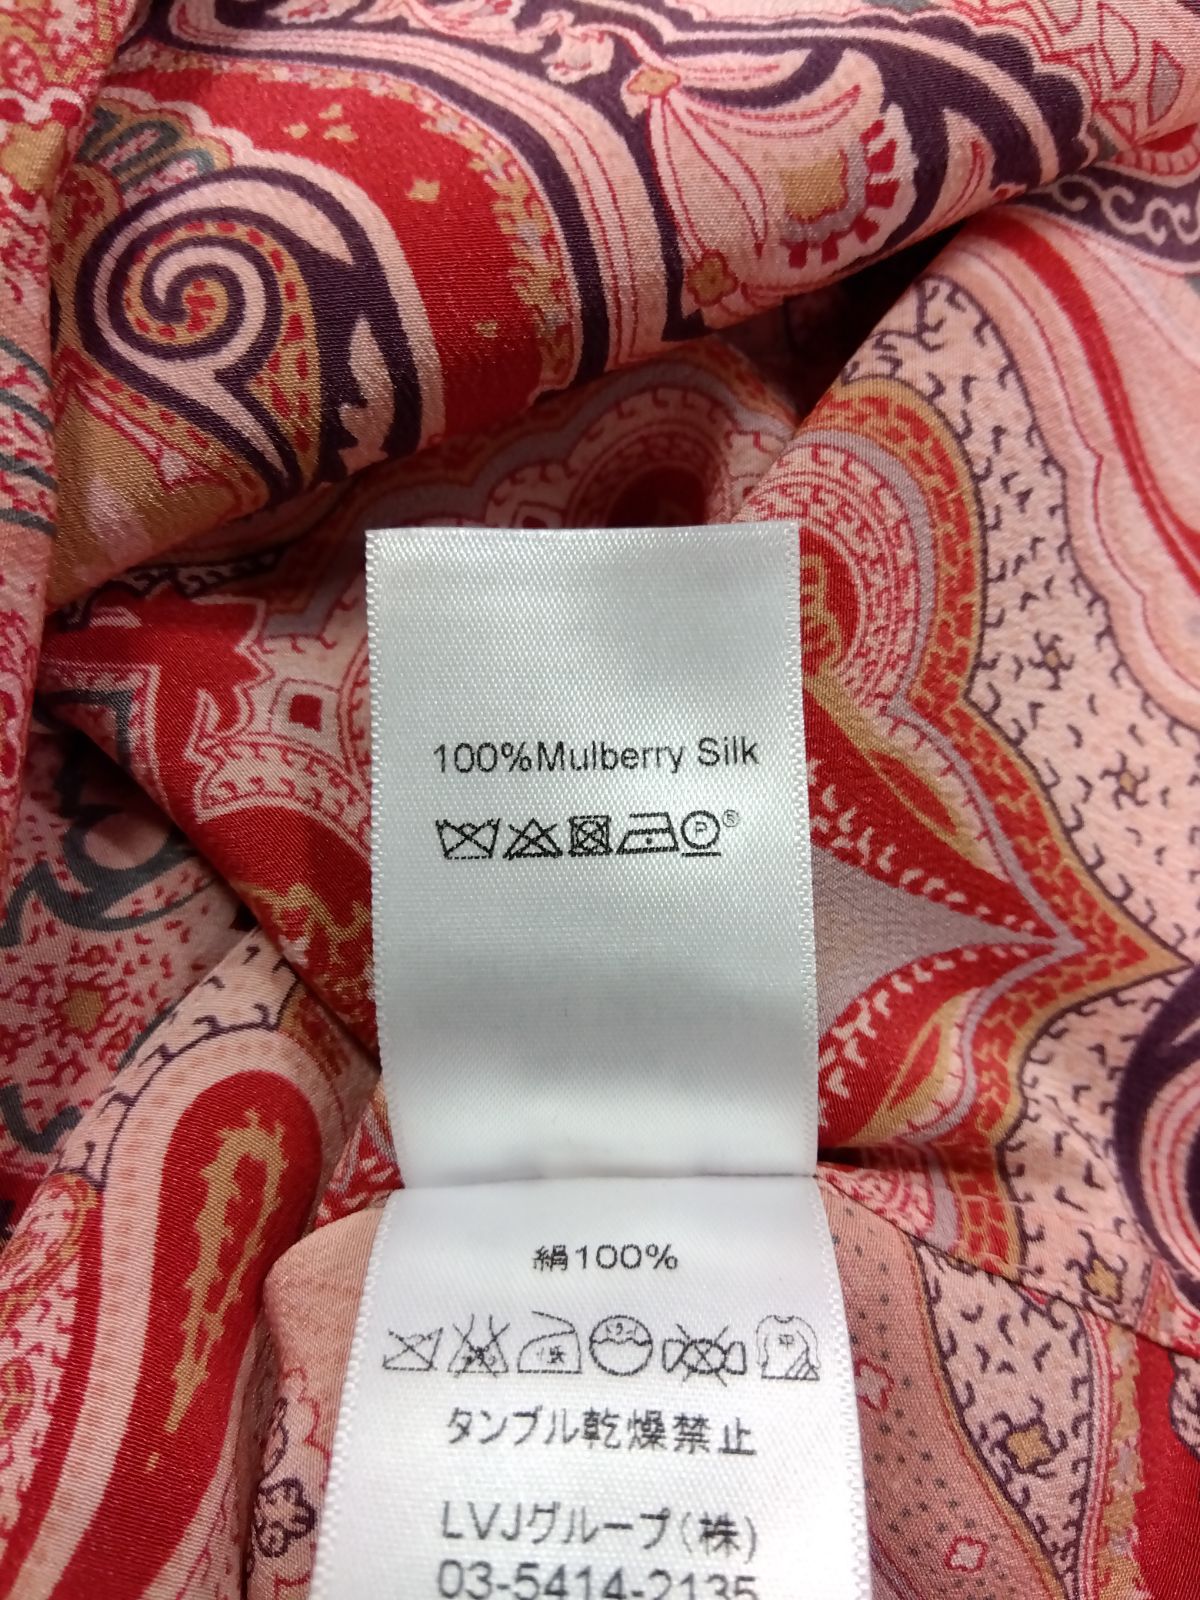 100%Mulberry Silk
P®
絹100%
タンブル乾燥禁止
LVJグループ(株)
03-5414-2135